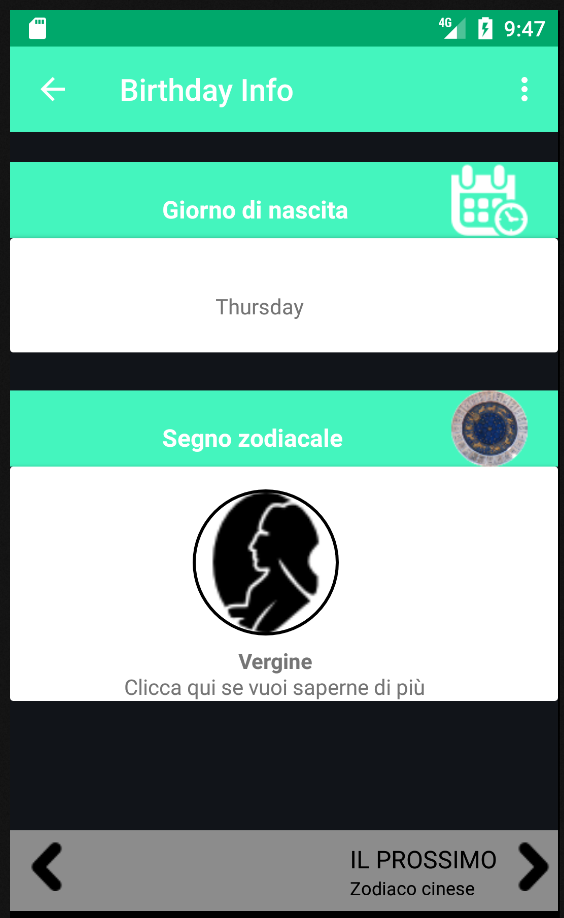 4G 9:47
Birthday Info
Giorno di nascita
Thursday
Segno zodiacale
Vergine
Clicca qui se vuoi saperne di più
IL PROSSIMO
Zodiaco cinese